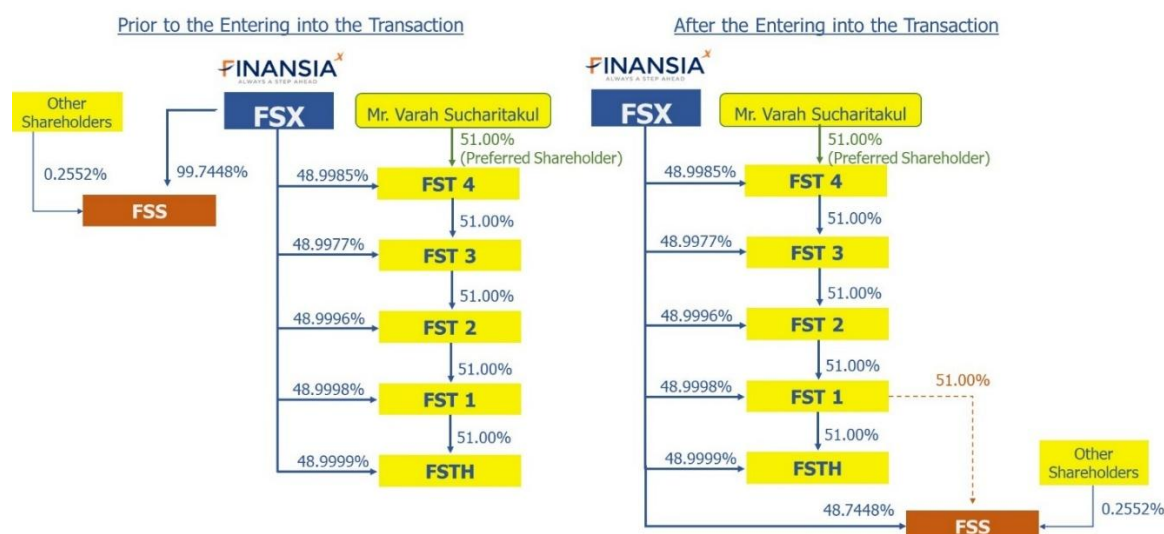 Prior to the Entering into the Transaction
FINANSIA X
ALWAYS A STEP AHEAD
Other
Shareholders
FSX
Mr. Varah Sucharitakul
51.00%
(Preferred Shareholder)
0.2552%
99.7448%
48.9985%
FST 4
FSS
51.00%
48.9977%
FST 3
51.00%
48.9996%
FST 2
51.00%
48.9998%
FST 1
51.00%
48.9999%
FSTH
After the Entering into the Transaction
FINANSIA X
ALWAYS A STEP AHEAD
FSX
Mr. Varah Sucharitakul
51.00%
(Preferred Shareholder)
48.9985%
FST 4
51.00%
48.9977%
FST 3
51.00%
48.9996%
FST 2
51.00%
51.00%
48.9998%
FST 1
51.00%
48.9999%
FSTH
Other
Shareholders
48.7448%
0.2552%
FSS